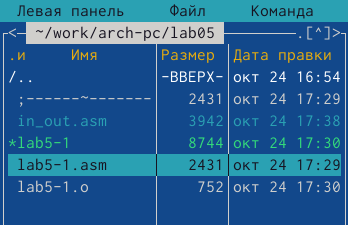 Левая панель Файл Команда
<─ ~/work/arch-pc/lab05 .[^]>
.и Имя Размер Дата правки
/.. -ВВЕРХ- окт 24 16:54
;------~------- 2431 окт 24 17:29
in_out.asm 3942 окт 24 17:38
*lab5-1 8744 окт 24 17:30
lab5-1.asm 2431 окт 24 17:29
lab5-1.o 752 окт 24 17:30